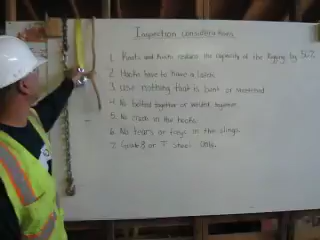 Inspection considerations
1. Knots and kinks reduce the capacity of the Rigging by 50%
2. Hooks have to have a latch.
3. use nothing that is bent or
4. No bolted together or welded together.
5. No crack in the hooks.
6. No tears or frays in the slings.
7. Grade 8 or T Steel Only.